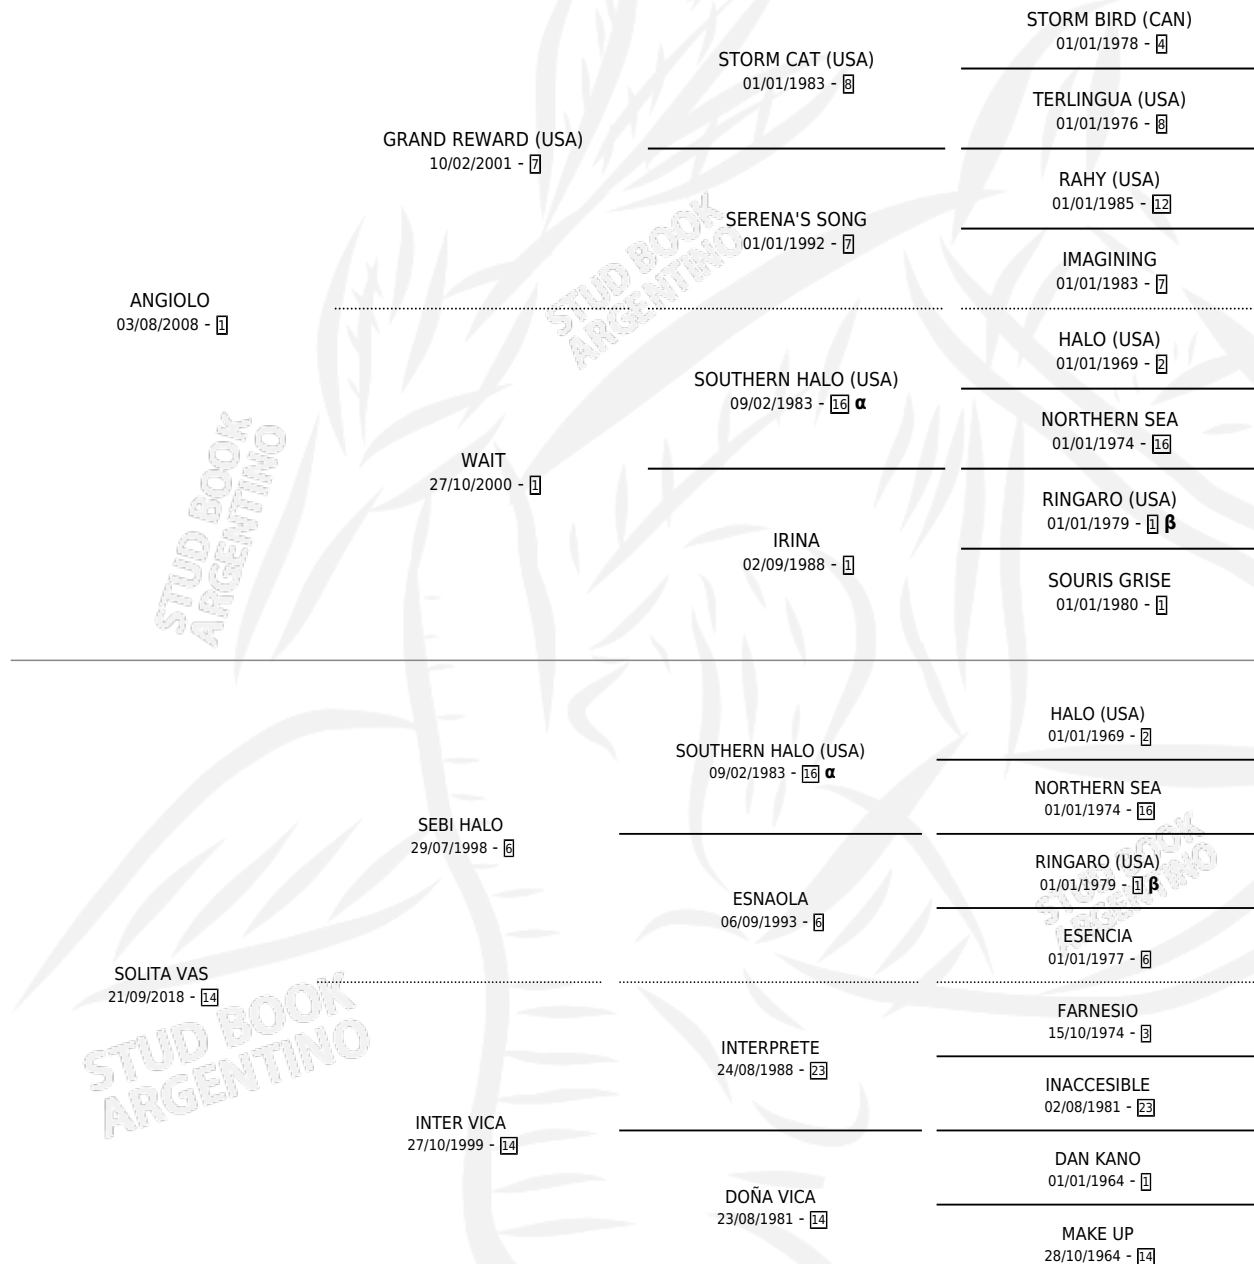 STORM BIRD (CAN)
01/01/1978 - 4
STORM CAT (USA)
01/01/1983 - 8
TERLINGUA (USA)
01/01/1976 - 8
GRAND REWARD (USA)
10/02/2001 - 7
RAHY (USA)
01/01/1985 - 12
SERENA'S SONG
01/01/1992 - 7
IMAGINING
01/01/1983 - 7
ANGIOLO
03/08/2008 - 1
HALO (USA)
01/01/1969 - 2
SOUTHERN HALO (USA)
09/02/1983 - 16 α
NORTHERN SEA
01/01/1974 - 16
WAIT
27/10/2000 - 1
RINGARO (USA)
01/01/1979 - 1 β
IRINA
02/09/1988 - 1
SOURIS GRISE
01/01/1980 - 1
HALO (USA)
01/01/1969 - 2
SOUTHERN HALO (USA)
09/02/1983 - 16 α
NORTHERN SEA
01/01/1974 - 16
SEBI HALO
29/07/1998 - 6
RINGARO (USA)
01/01/1979 - 1 β
ESNAOLA
06/09/1993 - 6
ESENCIA
01/01/1977 - 6
SOLITA VAS
21/09/2018 - 14
FARNESIO
15/10/1974 - 3
INTERPRETE
24/08/1988 - 23
INACCESIBLE
02/08/1981 - 23
INTER VICA
27/10/1999 - 14
DAN KANO
01/01/1964 - 1
DOÑA VICA
23/08/1981 - 14
MAKE UP
28/10/1964 - 14
STUD BOOK
ARGENTINO
STUD BOOK
ARGENTINO
STUD BOOK
ARGENTINO
STUD BOOK
ARGENTINO